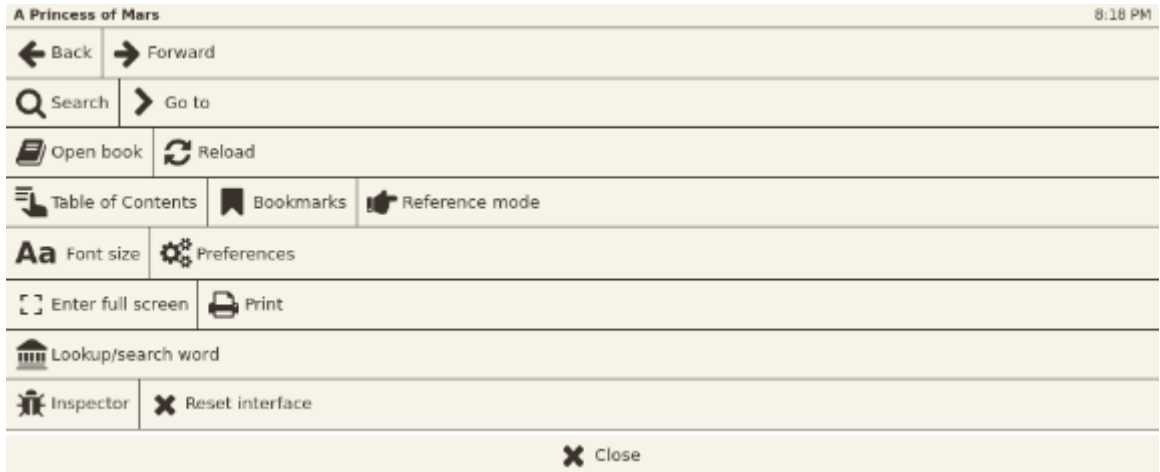 A Princess of Mars 8:18 PM
Back Forward
Search Go to
Open book Reload
Table of Contents Bookmarks Reference mode
Aa Font size Preferences
Enter full screen Print
Lookup/search word
Inspector Reset interface
Close